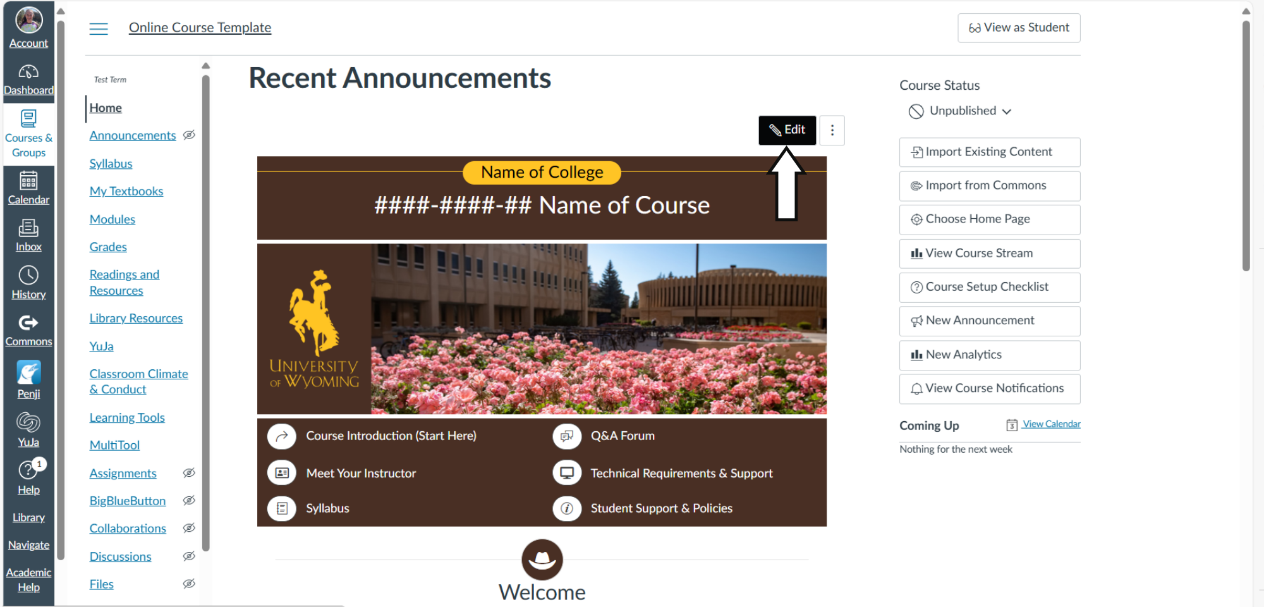 Account
Dashboard
Courses &
Groups
Calendar
Inbox
History
Commons
Penji
YuJa
1
Help
Library
Navigate
Academic
Help
Online Course Template
View as Student
Test Term
Home
Announcements
Syllabus
My Textbooks
Modules
Grades
Readings and
Resources
Library Resources
YuJa
Classroom Climate
& Conduct
Learning Tools
MultiTool
Assignments
BigBlueButton
Collaborations
Discussions
Files
Recent Announcements
Edit
Name of College
####-####-## Name of Course
UNIVERSITY
OF WYOMING
Course Introduction (Start Here)
Meet Your Instructor
Syllabus
Q&A Forum
Technical Requirements & Support
Student Support & Policies
Welcome
Course Status
Unpublished
Import Existing Content
Import from Commons
Choose Home Page
View Course Stream
Course Setup Checklist
New Announcement
New Analytics
View Course Notifications
Coming Up
3 View Calendar
Nothing for the next week